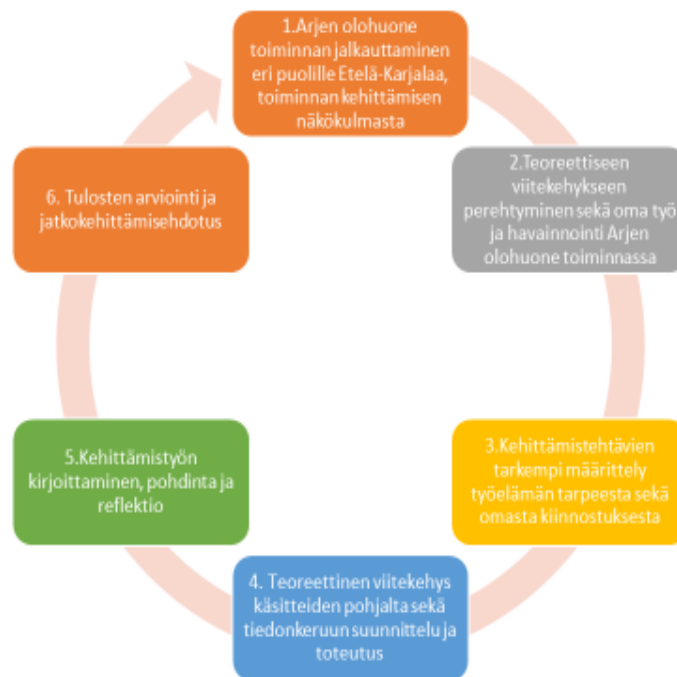 1.Arjen olohuone
toiminnan jalkauttaminen
eri puolille Etelä-Karjalaa,
toiminnan kehittämisen
näkökulmasta
2.Teoreettiseen
viitekehykseen
perehtyminen sekä oma työ
ja havainnointi Arjen
olohuone toiminnassa
3.Kehittämistehtävien
tarkempi määrittely
työelämän tarpeesta sekä
omasta kiinnostuksesta
4. Teoreettinen viitekehys
käsitteiden pohjalta sekä
tiedonkeruun suunnittelu ja
toteutus
5.Kehittämistyön
kirjoittaminen, pohdinta ja
reflektio
6. Tulosten arviointi ja
jatkokehittämisehdotus